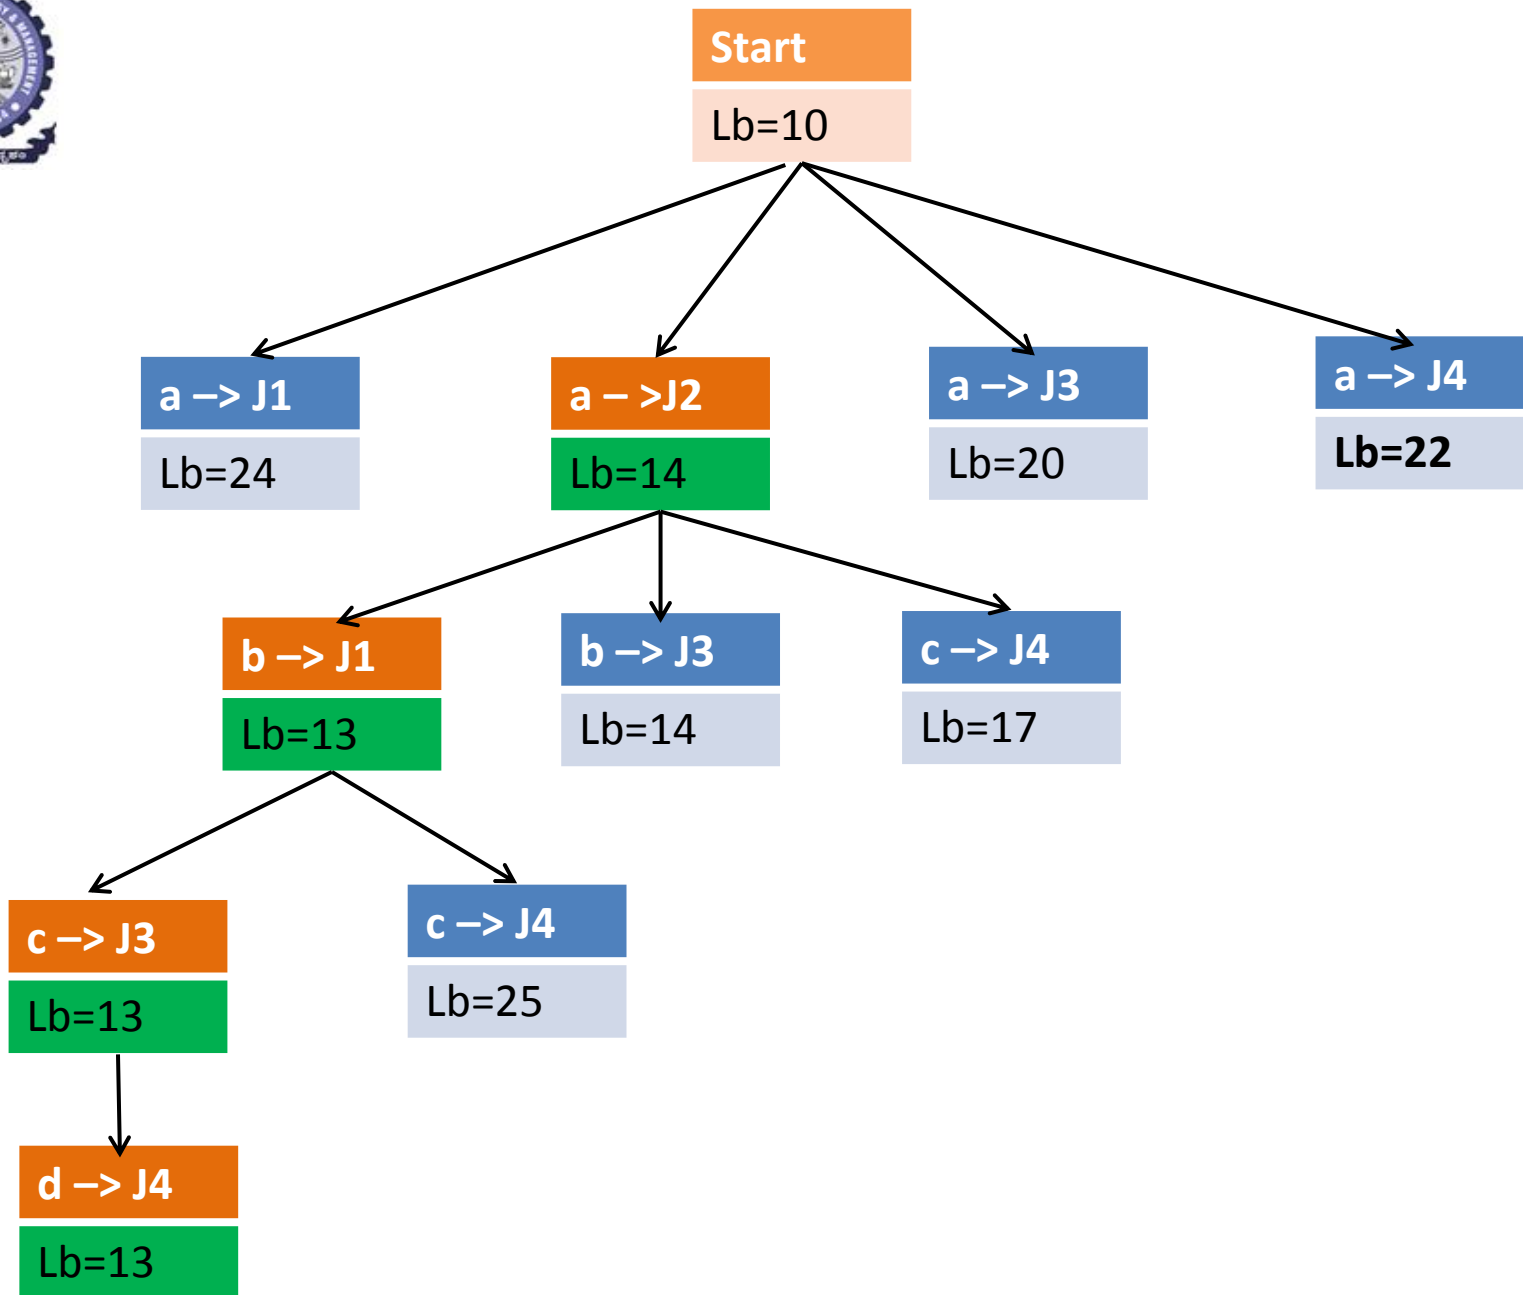 Start
Lb=10
a –> J1
Lb=24
a – >J2
Lb=14
a –> J3
Lb=20
a –> J4
Lb=22
b –> J1
Lb=13
b –> J3
Lb=14
c –> J4
Lb=17
c –> J3
Lb=13
c –> J4
Lb=25
d –> J4
Lb=13
& MANAGEMENT